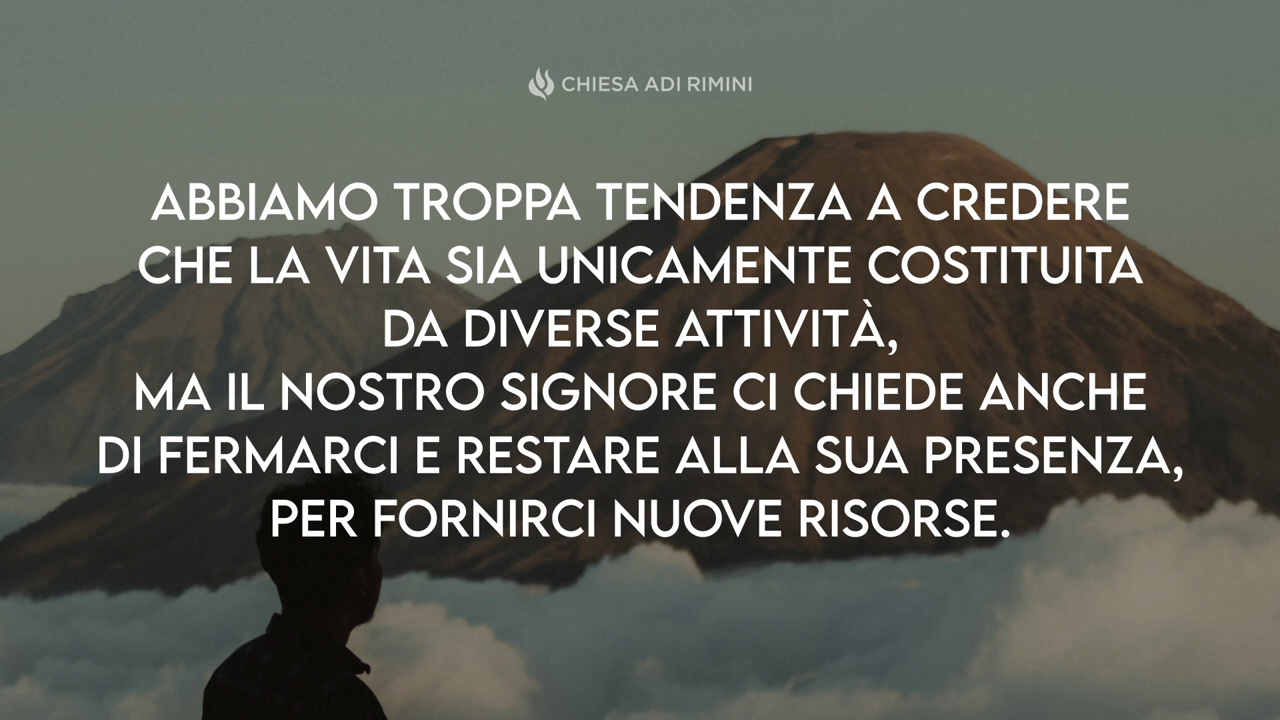 CHIESA ADI RIMINI
ABBIAMO TROPPA TENDENZA A CREDERE
CHE LA VITA SIA UNICAMENTE COSTITUITA
DA DIVERSE ATTIVITÀ,
MA IL NOSTRO SIGNORE CI CHIEDE ANCHE
DI FERMARCI E RESTARE ALLA SUA PRESENZA,
PER FORNIRCI NUOVE RISORSE.